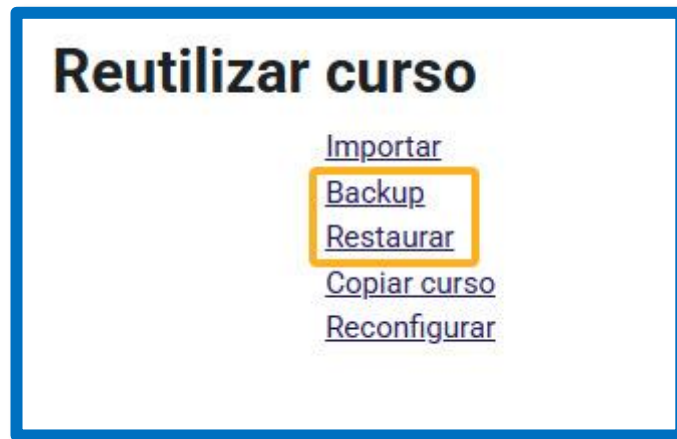 Reutilizar curso
Importar
Backup
Restaurar
Copiar curso
Reconfigurar